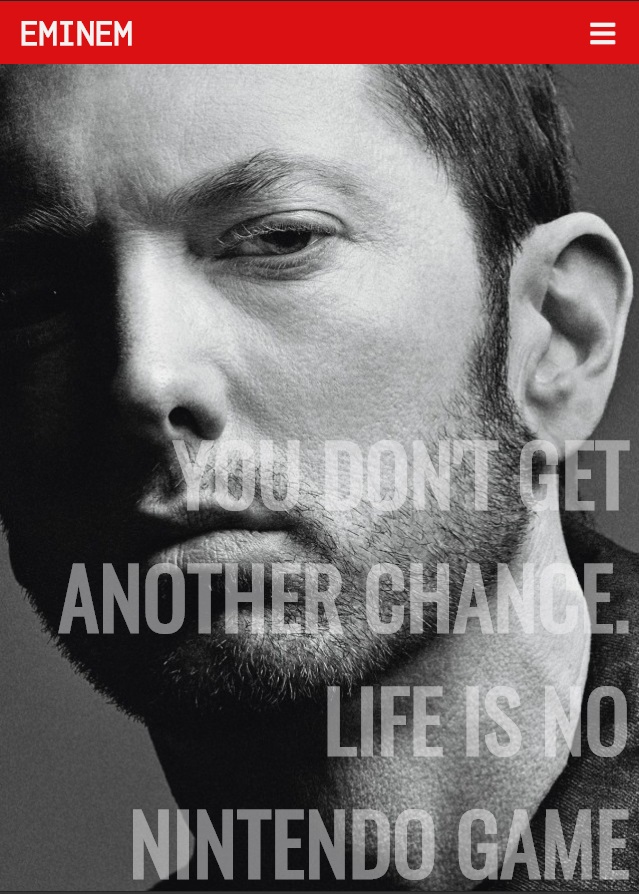 EMINEM
YOU DON'T GET
ANOTHER CHANCE.
LIFE IS NO
NINTENDO GAME